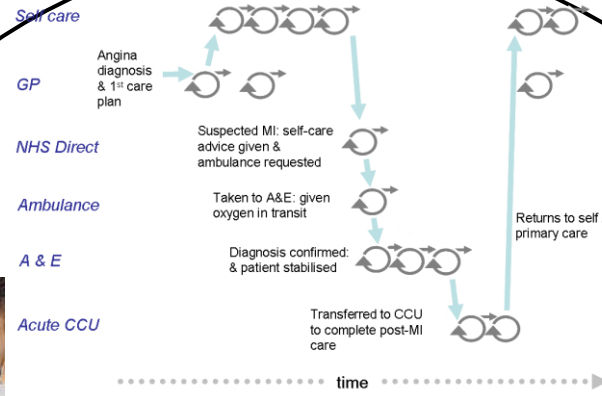 Self care
Angina
diagnosis
& 1st care
plan
GP
Suspected MI: self-care
advice given &
ambulance requested
NHS Direct
Taken to A&E: given
oxygen in transit
Ambulance
Returns to self
primary care
Diagnosis confirmed:
& patient stabilised
A & E
Transferred to CCU
to complete post-MI
care
Acute CCU
time